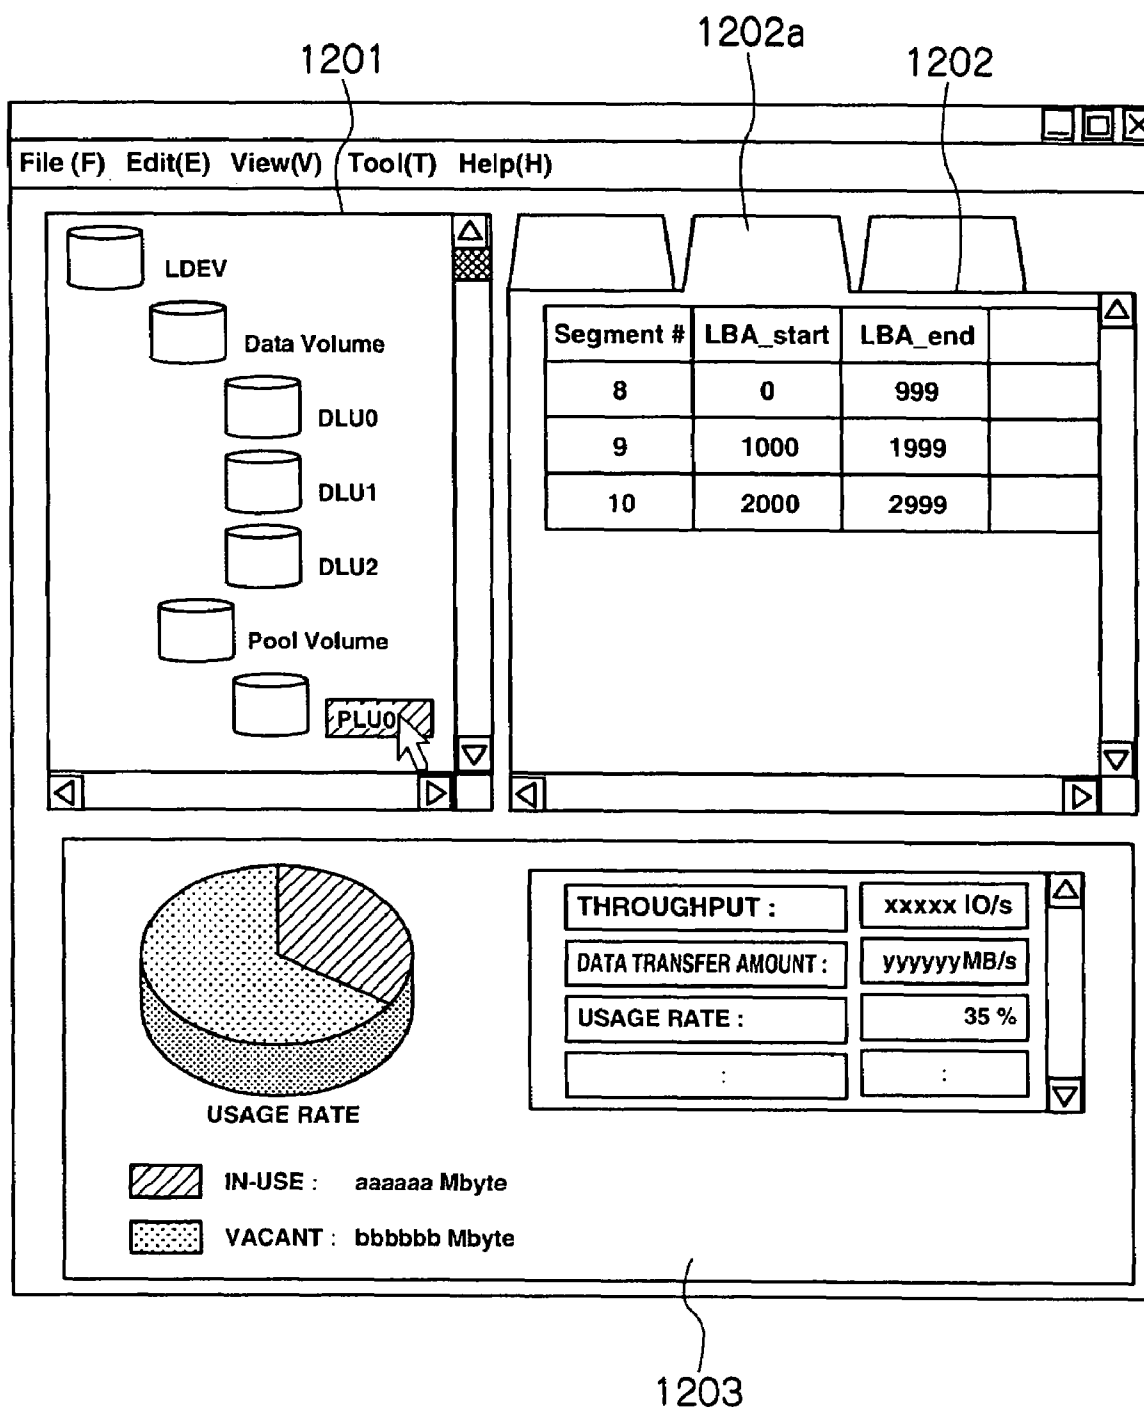 1201
1202a
1202
File (F) Edit(E) View(V) Tool(T) Help(H)
LDEV
Data Volume
DLU0
DLU1
DLU2
Pool Volume
PLU0
Segment # LBA_start LBA_end
8 0 999
9 1000 1999
10 2000 2999
USAGE RATE
IN-USE : aaaaaa Mbyte
VACANT : bbbbbb Mbyte
THROUGHPUT : xxxxx IO/s
DATA TRANSFER AMOUNT : yyyyyyMB/s
USAGE RATE : 35 %
: :
1203